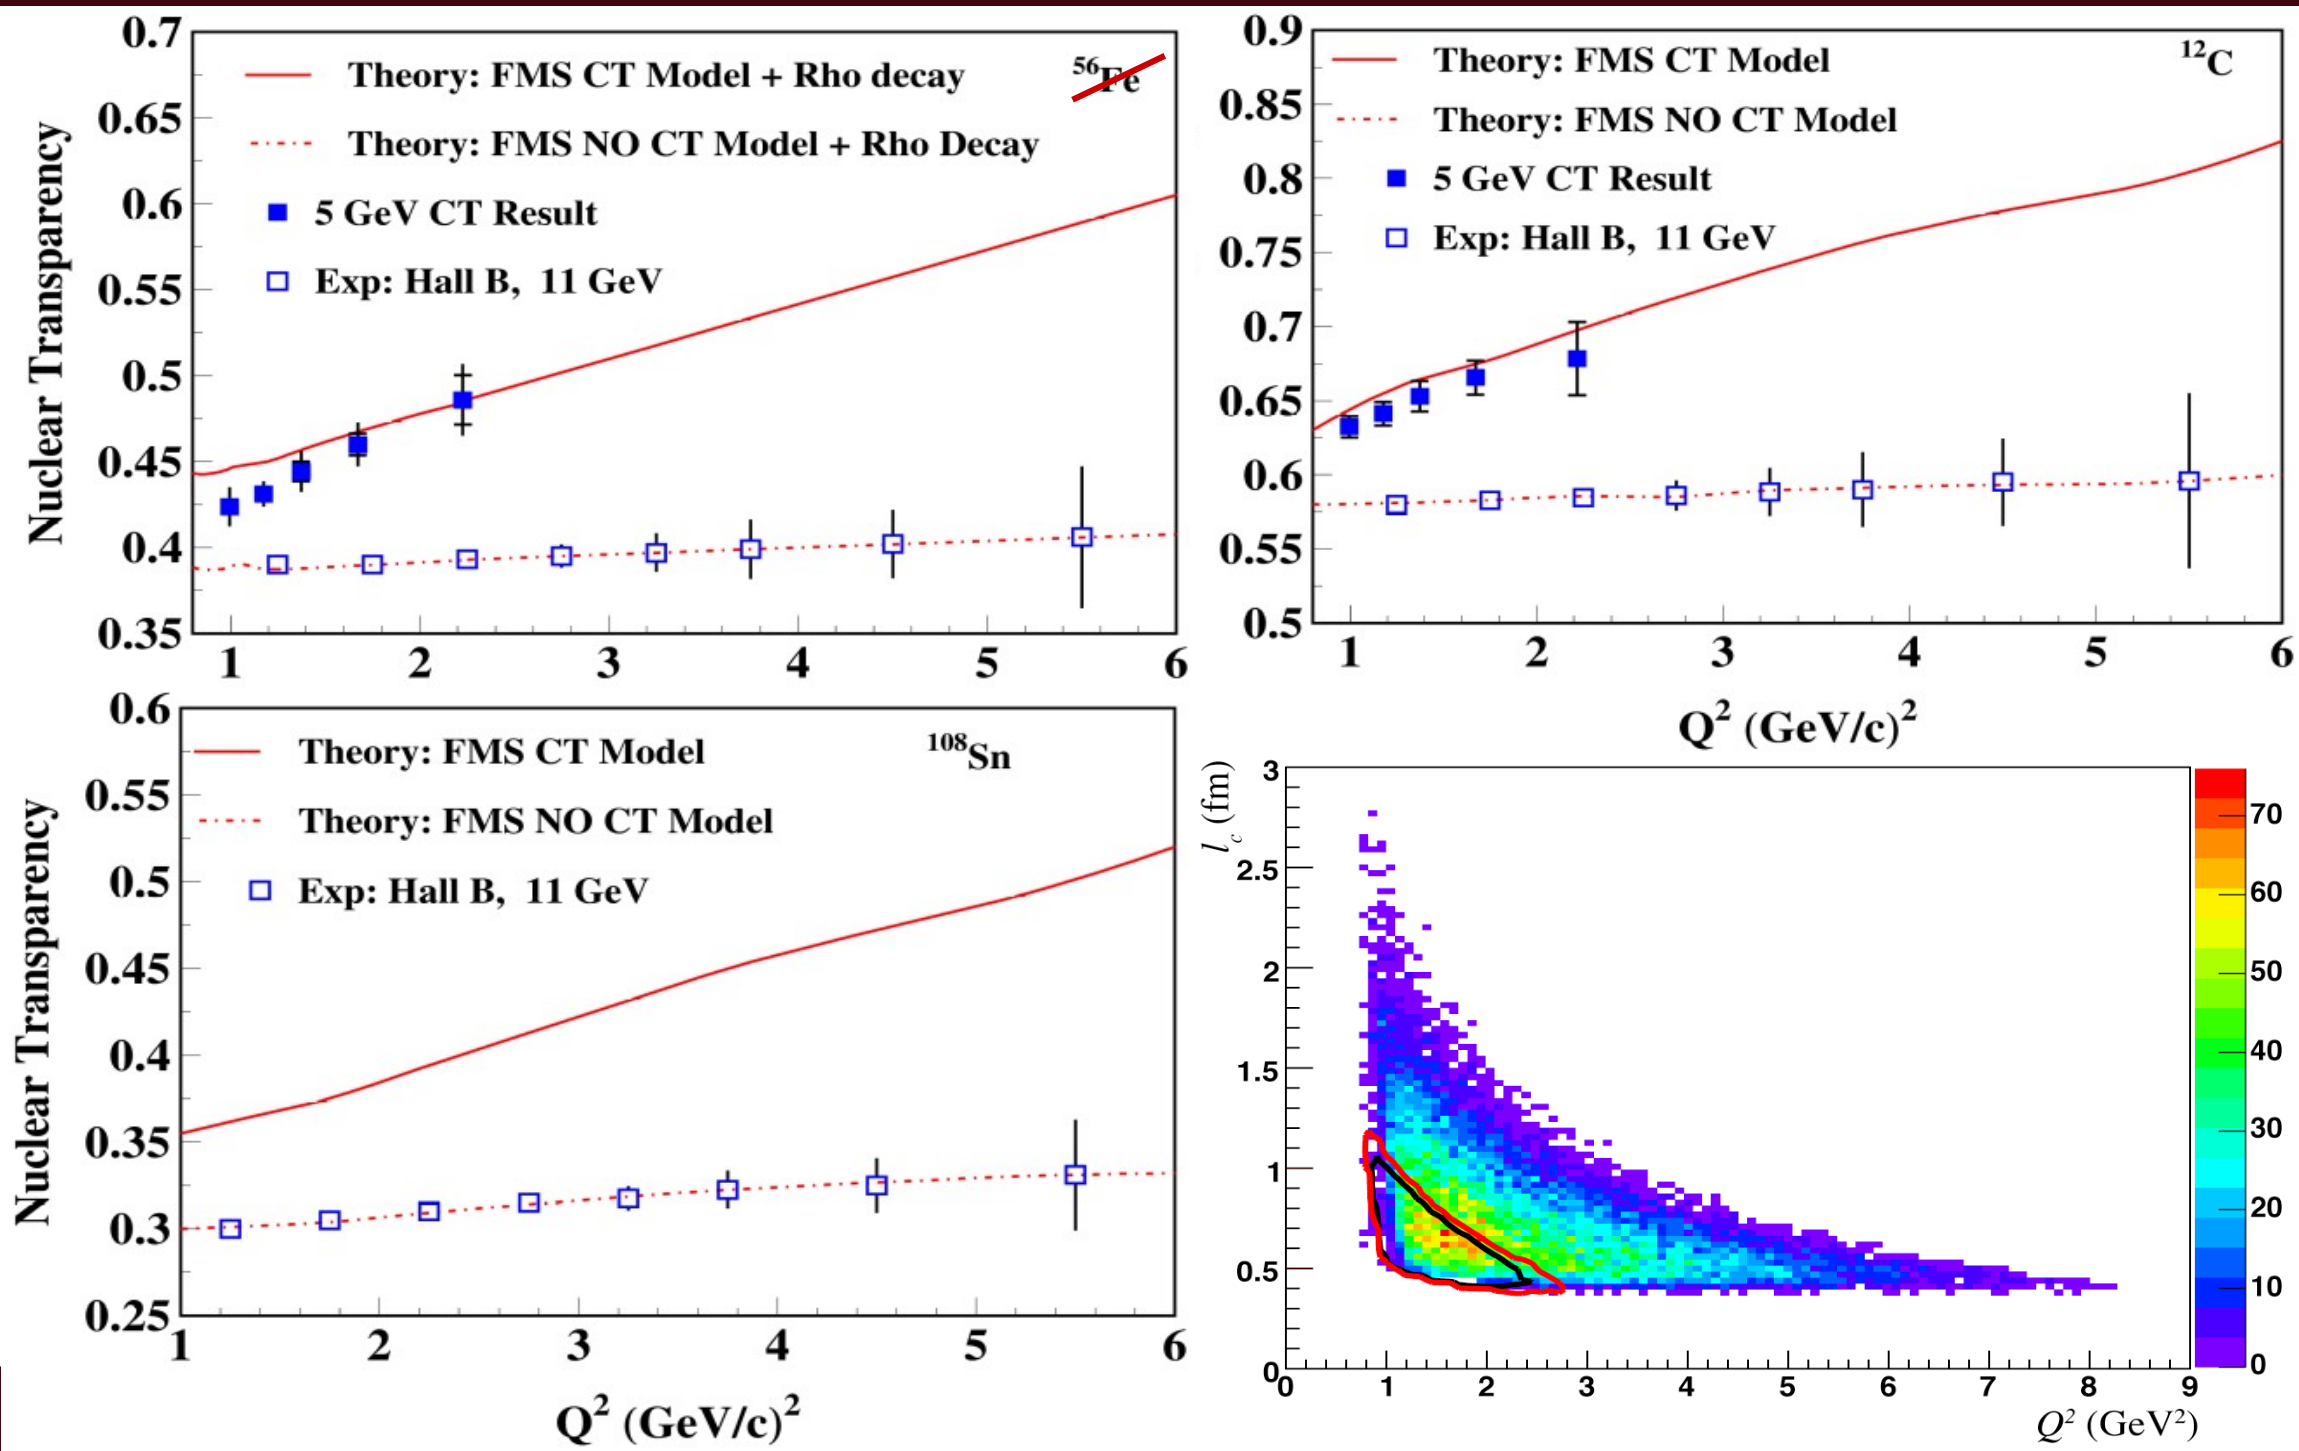 0.7
0.65
0.6
0.55
0.5
0.45
0.4
0.35
Nuclear Transparency
Theory: FMS CT Model + Rho decay
⁵⁶Fe
Theory: FMS NO CT Model + Rho Decay
5 GeV CT Result
Exp: Hall B, 11 GeV
1 2 3 4 5 6
0.9
0.85
0.8
0.75
0.7
0.65
0.6
0.55
0.5
Theory: FMS CT Model
¹²C
Theory: FMS NO CT Model
5 GeV CT Result
Exp: Hall B, 11 GeV
1 2 3 4 5 6
Q² (GeV/c)²
0.6
0.55
0.5
0.45
0.4
0.35
0.3
0.25
Nuclear Transparency
Theory: FMS CT Model
¹⁰⁸Sn
Theory: FMS NO CT Model
Exp: Hall B, 11 GeV
1 2 3 4 5 6
Q² (GeV/c)²
l_c (fm)
3
2.5
2
1.5
1
0.5
0
0 1 2 3 4 5 6 7 8 9
Q² (GeV²)
70
60
50
40
30
20
10
0